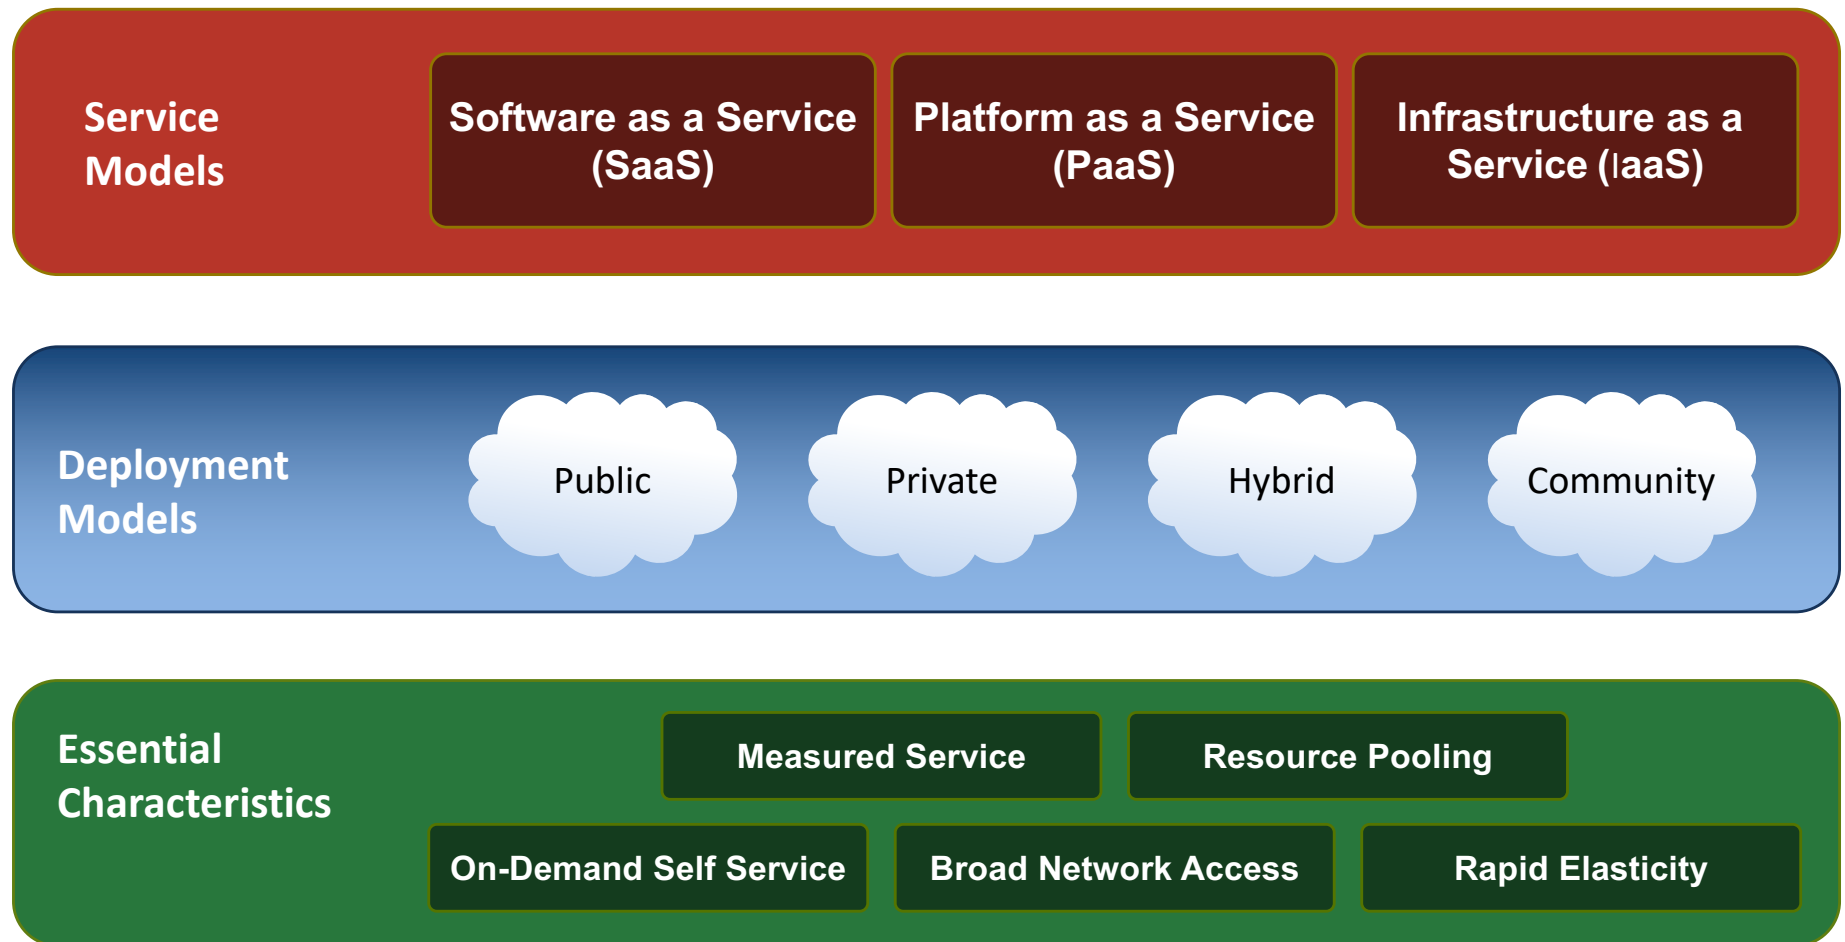 Service
Models
Software as a Service
(SaaS)
Platform as a Service
(PaaS)
Infrastructure as a
Service (IaaS)
Deployment
Models
Public
Private
Hybrid
Community
Essential
Characteristics
Measured Service
Resource Pooling
On-Demand Self Service
Broad Network Access
Rapid Elasticity